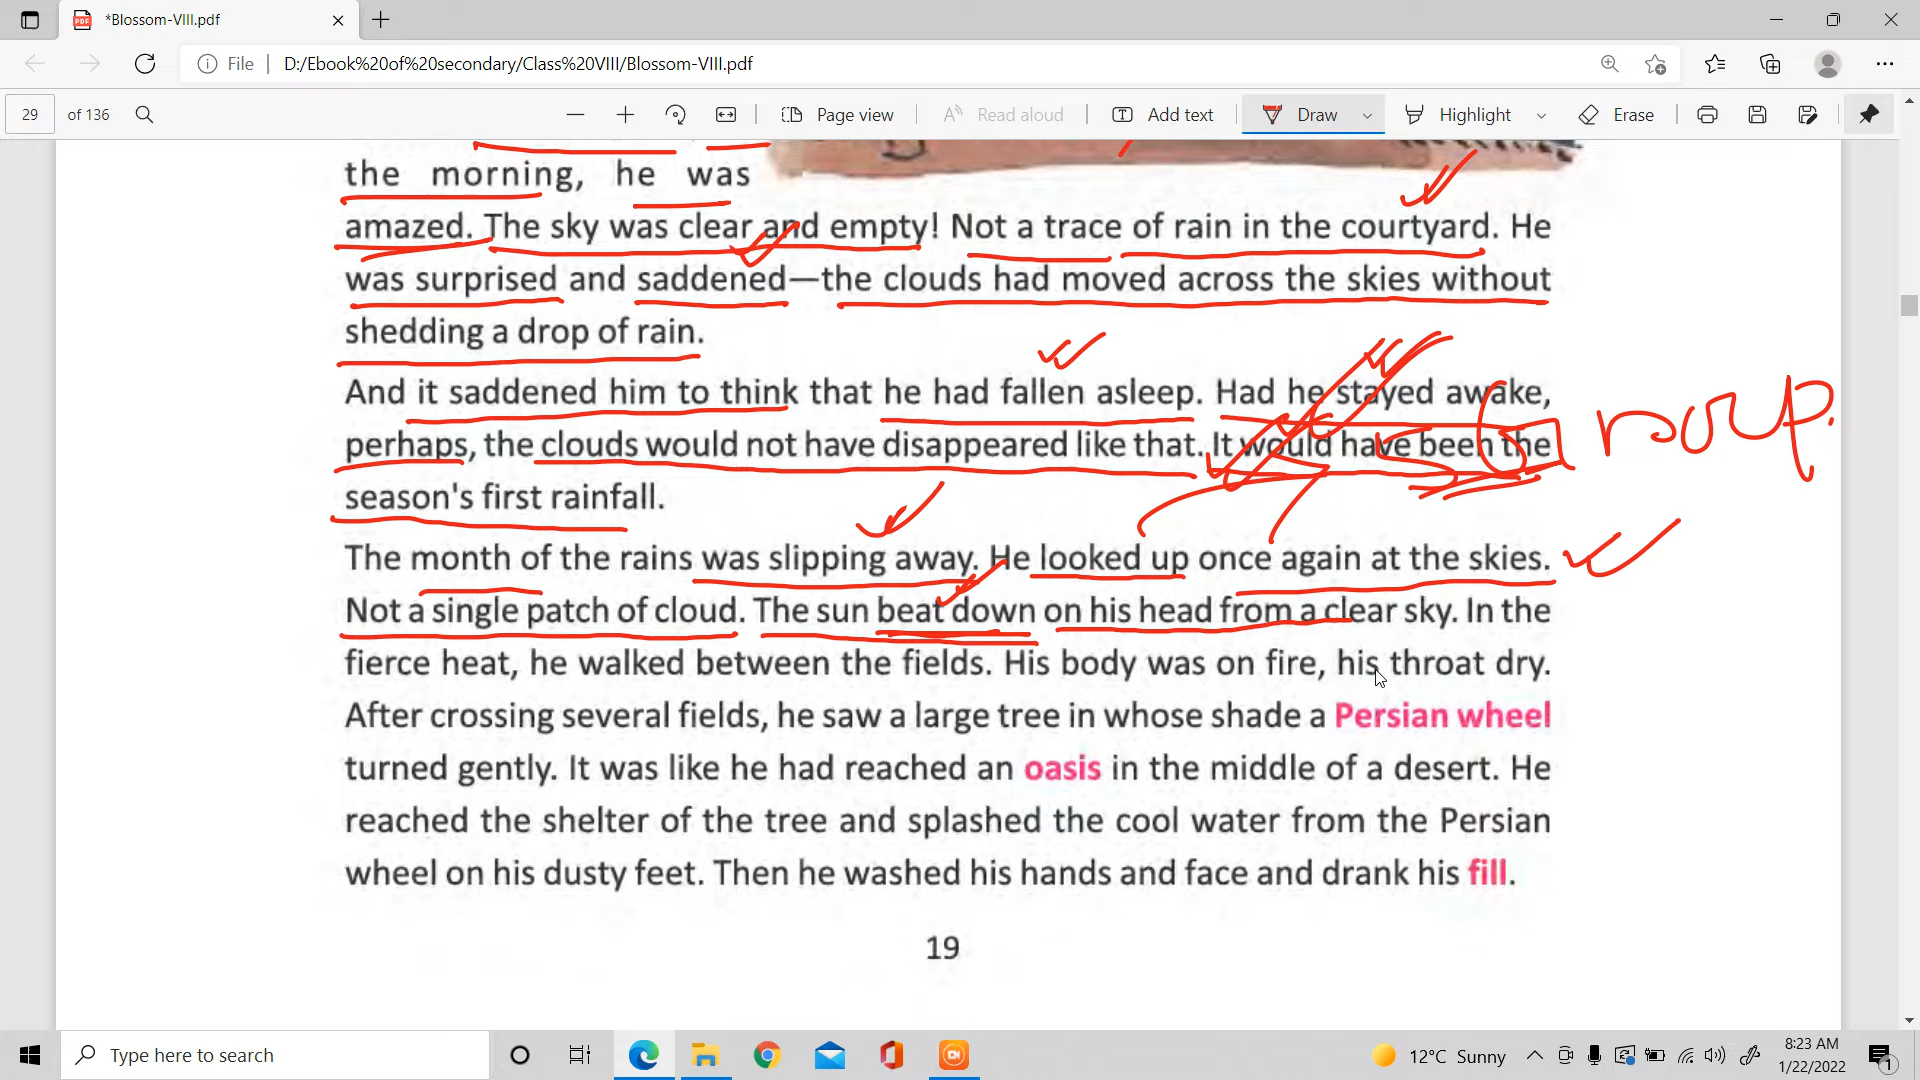 *Blossom-VIII.pdf
File D:/Ebook%20of%20secondary/Class%20VIII/Blossom-VIII.pdf
29 of 136 Page view Read aloud Add text Draw Highlight Erase
the morning, he was
amazed. The sky was clear and empty! Not a trace of rain in the courtyard. He
was surprised and saddened—the clouds had moved across the skies without
shedding a drop of rain.
And it saddened him to think that he had fallen asleep. Had he stayed awake,
perhaps, the clouds would not have disappeared like that. It would have been the
season's first rainfall.
The month of the rains was slipping away. He looked up once again at the skies.
Not a single patch of cloud. The sun beat down on his head from a clear sky. In the
fierce heat, he walked between the fields. His body was on fire, his throat dry.
After crossing several fields, he saw a large tree in whose shade a Persian wheel
turned gently. It was like he had reached an oasis in the middle of a desert. He
reached the shelter of the tree and splashed the cool water from the Persian
wheel on his dusty feet. Then he washed his hands and face and drank his fill.
19
Type here to search
12°C Sunny
8:23 AM
1/22/2022
1